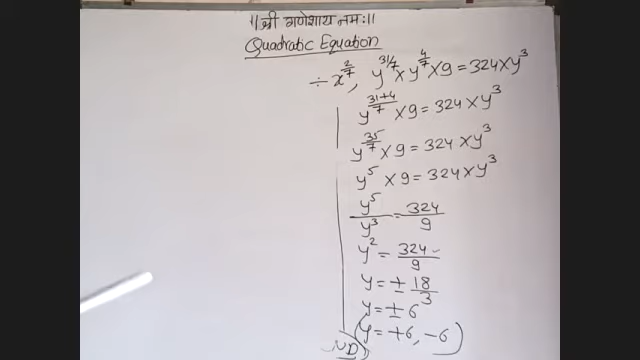 ॥श्री गणेशाय नमः॥
Quadratic Equation
÷ x^(2/7), y^(31/7) × y^(4/7) × 9 = 324 × y^3
y^((31+4)/7) × 9 = 324 × y^3
y^(35/7) × 9 = 324 × y^3
y^5 × 9 = 324 × y^3
y^5/y^3 = 324/9
y^2 = 324/9
y = ± 18/3
y = ± 6
(y = +6, -6)